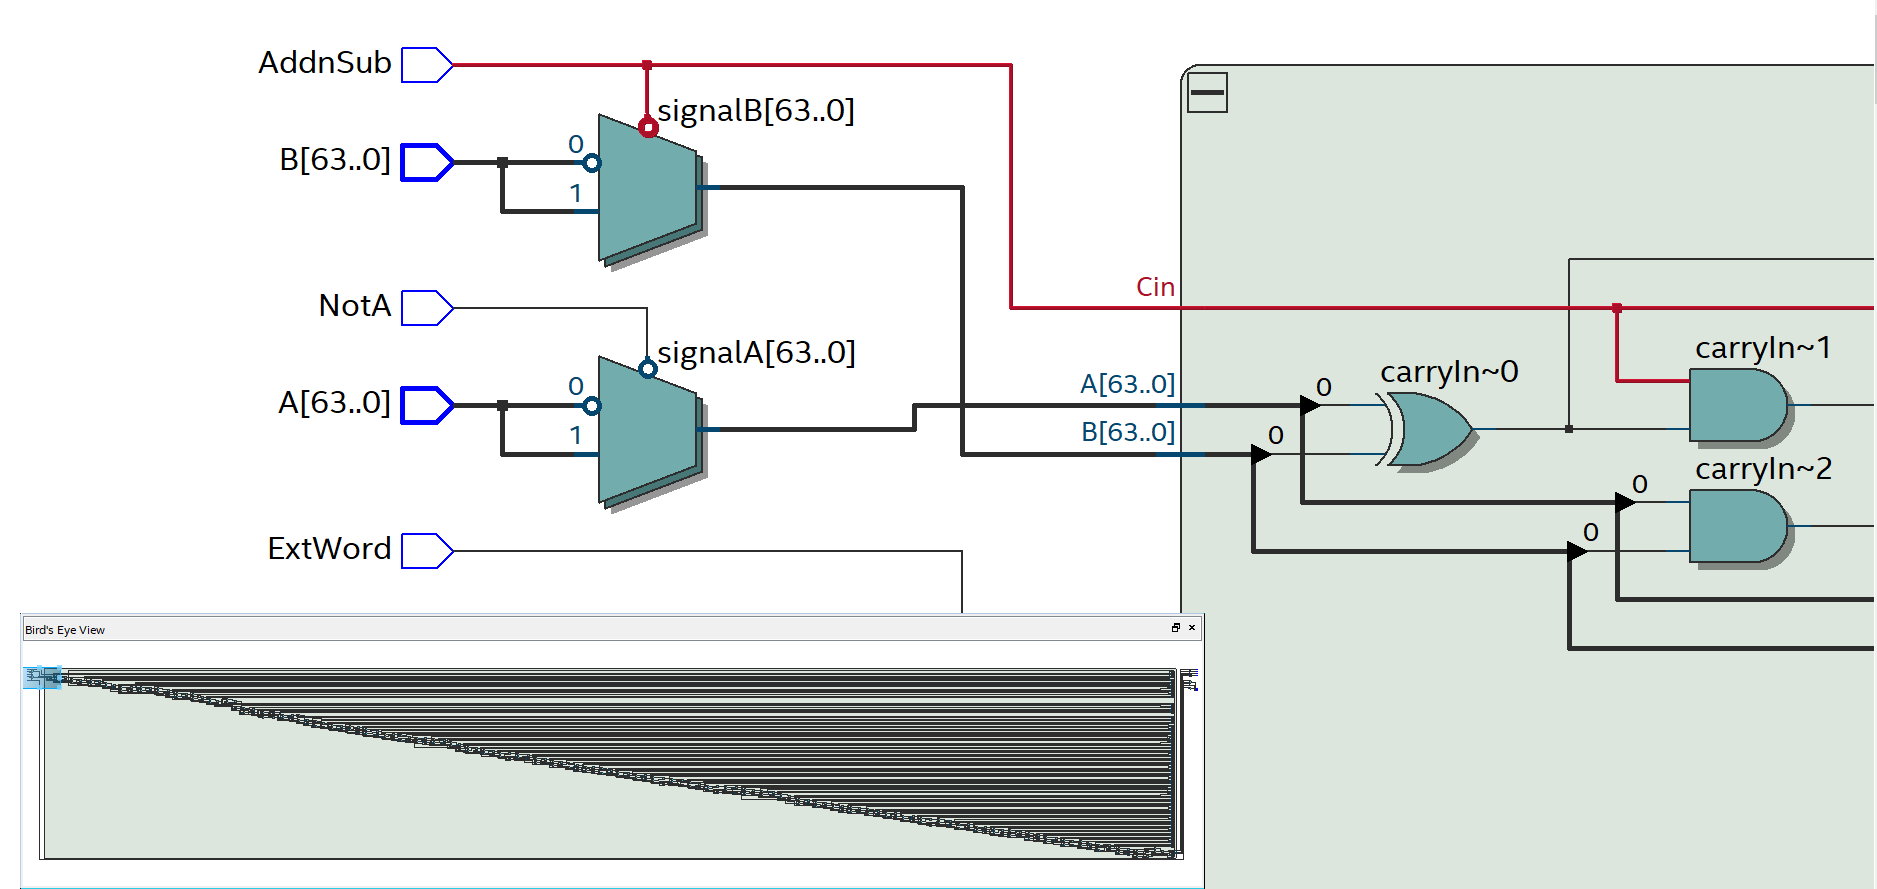 AddnSub
signalB[63..0]
B[63..0]
0
1
Cin
NotA
signalA[63..0]
A[63..0]
0
1
A[63..0]
B[63..0]
0
0
carryIn~0
carryIn~1
carryIn~2
0
0
ExtWord
Bird's Eye View